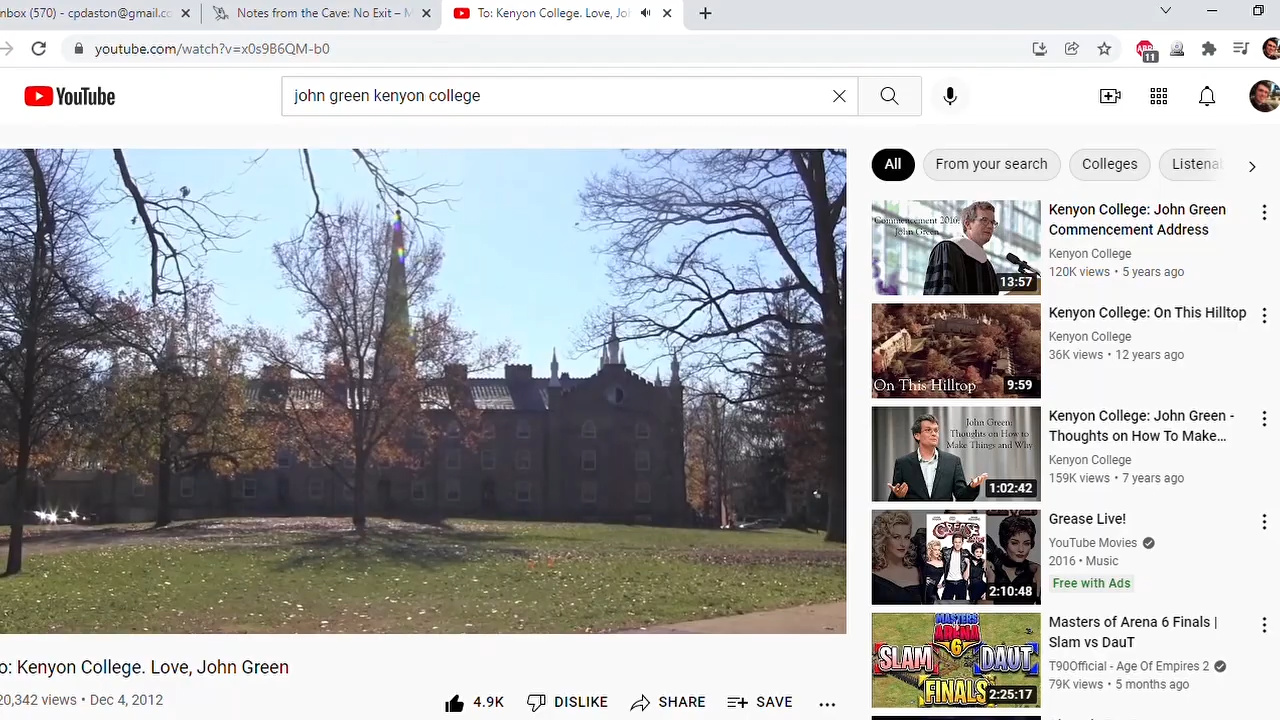 nbox (570) - cpdaston@gmail.co
Notes from the Cave: No Exit – M
To: Kenyon College. Love, Jo
youtube.com/watch?v=x0s9B6QM-b0
ABP
11
YouTube
john green kenyon college
All
From your search
Colleges
Listena
Commencement 2016:
John Green
13:57
Kenyon College: John Green
Commencement Address
Kenyon College
120K views • 5 years ago
On This Hilltop
9:59
Kenyon College: On This Hilltop
Kenyon College
36K views • 12 years ago
John Green:
Thoughts on How to
Make Things and Why
1:02:42
Kenyon College: John Green -
Thoughts on How To Make...
Kenyon College
159K views • 7 years ago
GREASE
2:10:48
Grease Live!
YouTube Movies
2016 • Music
Free with Ads
MASTERS
ARENA
6
SLAM
DAUT
FINALS
2:25:17
Masters of Arena 6 Finals |
Slam vs DauT
T90Official - Age Of Empires 2
79K views • 5 months ago
o: Kenyon College. Love, John Green
20,342 views • Dec 4, 2012
4.9K
DISLIKE
SHARE
SAVE